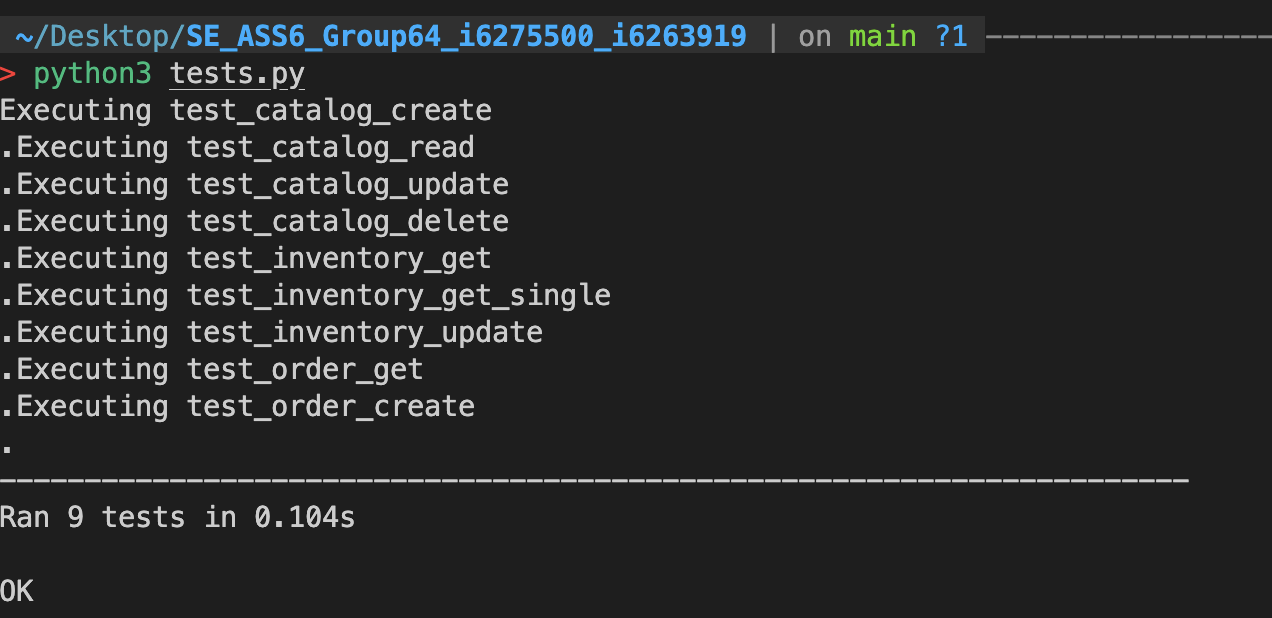 ~/Desktop/SE_ASS6_Group64_i6275500_i6263919 | on main ?1
> python3 tests.py
Executing test_catalog_create
.Executing test_catalog_read
.Executing test_catalog_update
.Executing test_catalog_delete
.Executing test_inventory_get
.Executing test_inventory_get_single
.Executing test_inventory_update
.Executing test_order_get
.Executing test_order_create
.
----------------------------------------------------------------------
Ran 9 tests in 0.104s
OK